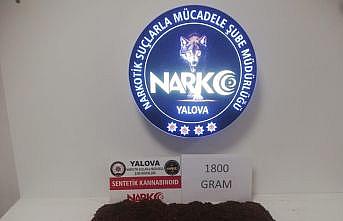 NARKOTİK SUÇLARLA MÜCADELE ŞUBE MÜDÜRLÜĞÜ
NARKO
YALOVA
YALOVA
SENTETİK KANNABİNOİD
NARKO
1800
GRAM